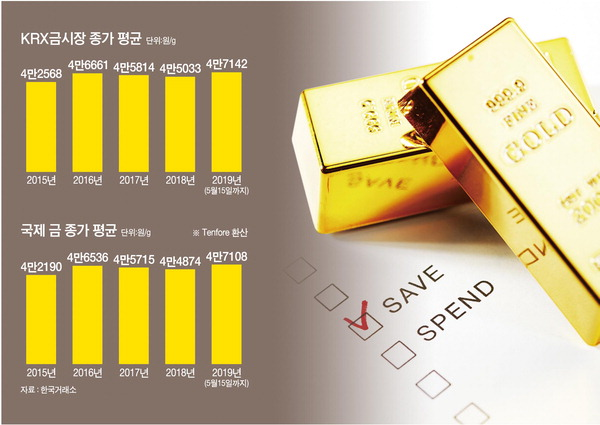 KRX금시장 종가 평균 단위:원/g
4만2568 4만6661 4만5814 4만5033 4만7142
2015년 2016년 2017년 2018년 2019년
(5월15일까지)
국제 금 종가 평균 단위:원/g ※ Tenfore 환산
4만2190 4만6536 4만5715 4만4874 4만7108
2015년 2016년 2017년 2018년 2019년
(5월15일까지)
자료 : 한국거래소
999.9
FINE
GOLD
SAVE
SPEND